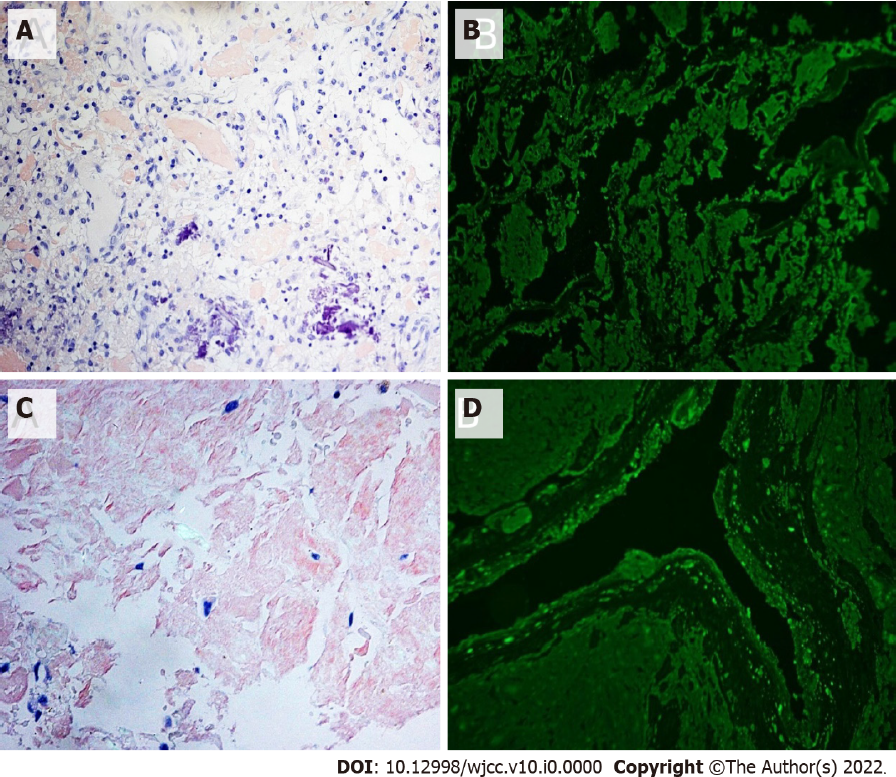 A
B
C
D
DOI: 10.12998/wjcc.v10.i0.0000 Copyright ©The Author(s) 2022.